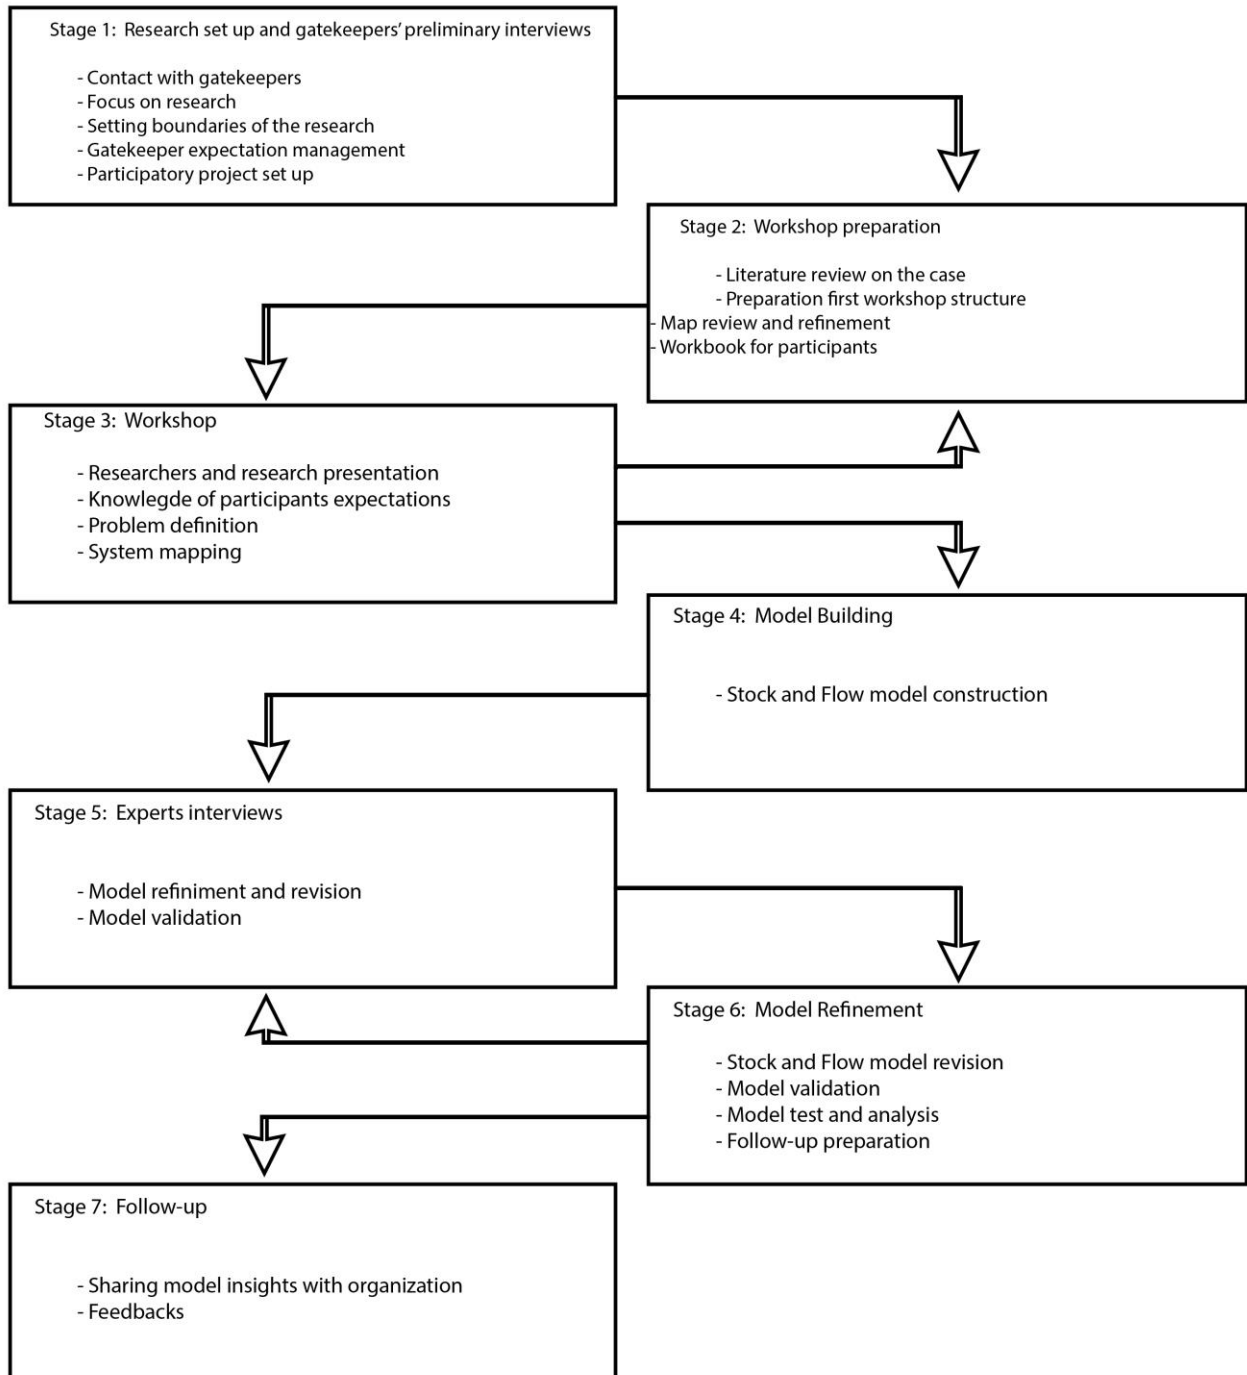 Stage 1: Research set up and gatekeepers’ preliminary interviews
- Contact with gatekeepers
- Focus on research
- Setting boundaries of the research
- Gatekeeper expectation management
- Participatory project set up
Stage 2: Workshop preparation
- Literature review on the case
- Preparation first workshop structure
- Map review and refinement
- Workbook for participants
Stage 3: Workshop
- Researchers and research presentation
- Knowlegde of participants expectations
- Problem definition
- System mapping
Stage 4: Model Building
- Stock and Flow model construction
Stage 5: Experts interviews
- Model refiniment and revision
- Model validation
Stage 6: Model Refinement
- Stock and Flow model revision
- Model validation
- Model test and analysis
- Follow-up preparation
Stage 7: Follow-up
- Sharing model insights with organization
- Feedbacks